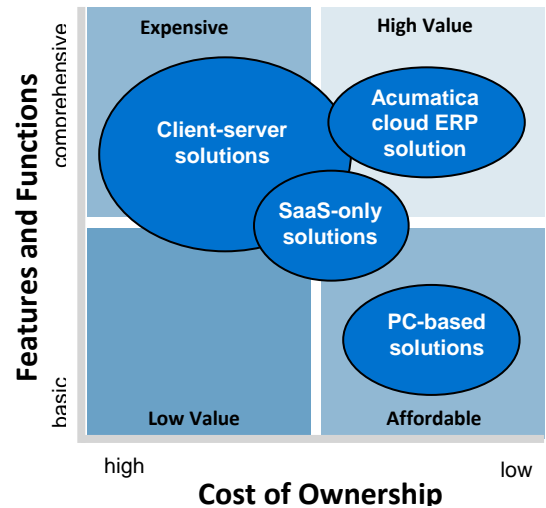 Expensive
High Value
Client-server
solutions
Acumatica
cloud ERP
solution
SaaS-only
solutions
PC-based
solutions
Low Value
Affordable
Features and Functions
comprehensive
basic
high
low
Cost of Ownership